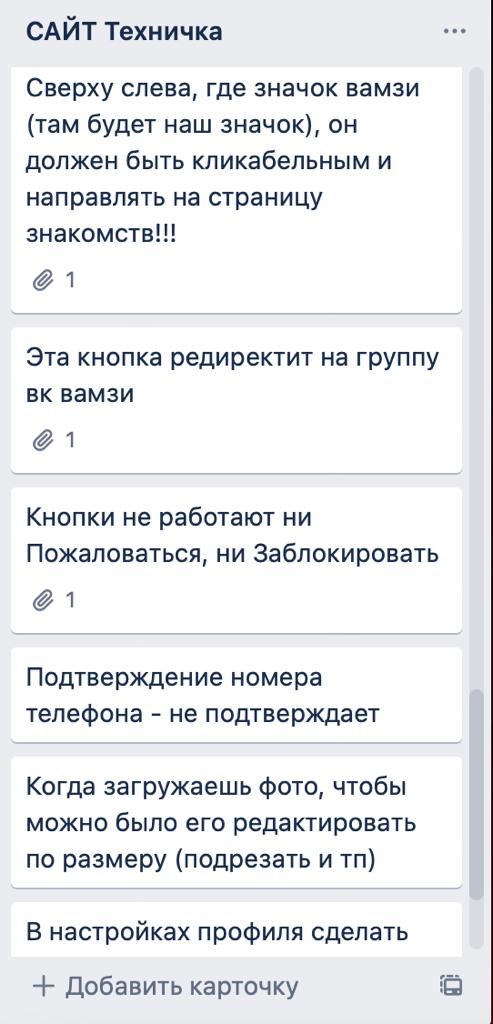 САЙТ Техничка
Сверху слева, где значок вамзи
(там будет наш значок), он
должен быть кликабельным и
направлять на страницу
знакомств!!!
1
Эта кнопка редиректит на группу
вк вамзи
1
Кнопки не работают ни
Пожаловаться, ни Заблокировать
1
Подтверждение номера
телефона - не подтверждает
Когда загружаешь фото, чтобы
можно было его редактировать
по размеру (подрезать и тп)
В настройках профиля сделать
+ Добавить карточку